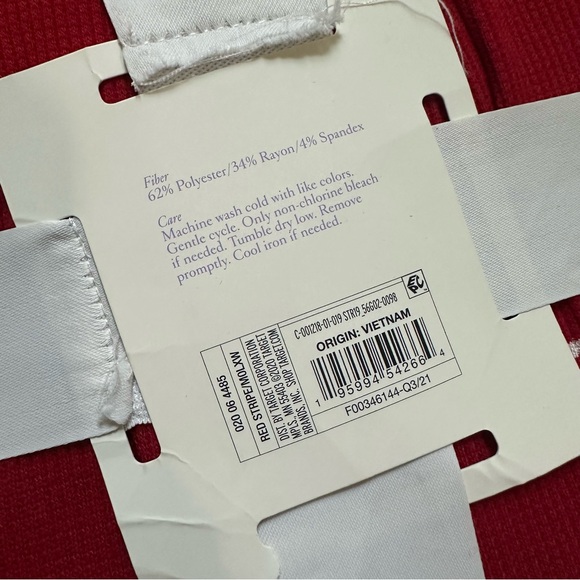 Fiber
62% Polyester/34% Rayon/4% Spandex
Care
Machine wash cold with like colors.
Gentle cycle. Only non-chlorine bleach
if needed. Tumble dry low. Remove
promptly. Cool iron if needed.
C-001218-01-019 STR19_56G02-0098
ORIGIN: VIETNAM
1 95994 54266 4
F00346144-Q3/21
020 06 4485
RED STRIPE/MOLXW
DIST. BY TARGET CORPORATION
MPLS., MN 55403 ©2020 TARGET
BRANDS, INC. SHOP TARGET.COM